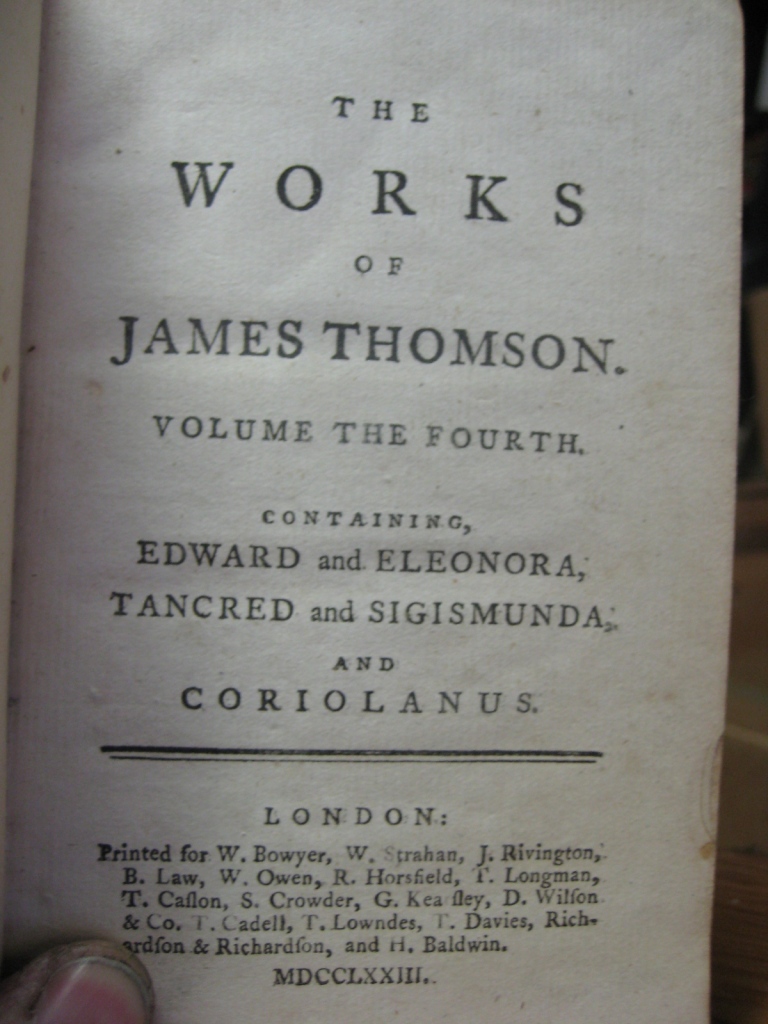 THE
WORKS
OF
JAMES THOMSON.
VOLUME THE FOURTH.
CONTAINING,
EDWARD and ELEONORA;
TANCRED and SIGISMUNDA;
AND
CORIOLANUS.
LONDON:
Printed for W. Bowyer, W. Strahan, J. Rivington,
B. Law, W. Owen, R. Horsfield, T. Longman,
T. Caſlon, S. Crowder, G. Keaſley, D. Wilſon
& Co. T. Cadell, T. Lowndes, T. Davies, Rich-
ardſon & Richardſon, and H. Baldwin.
MDCCLXXIII.